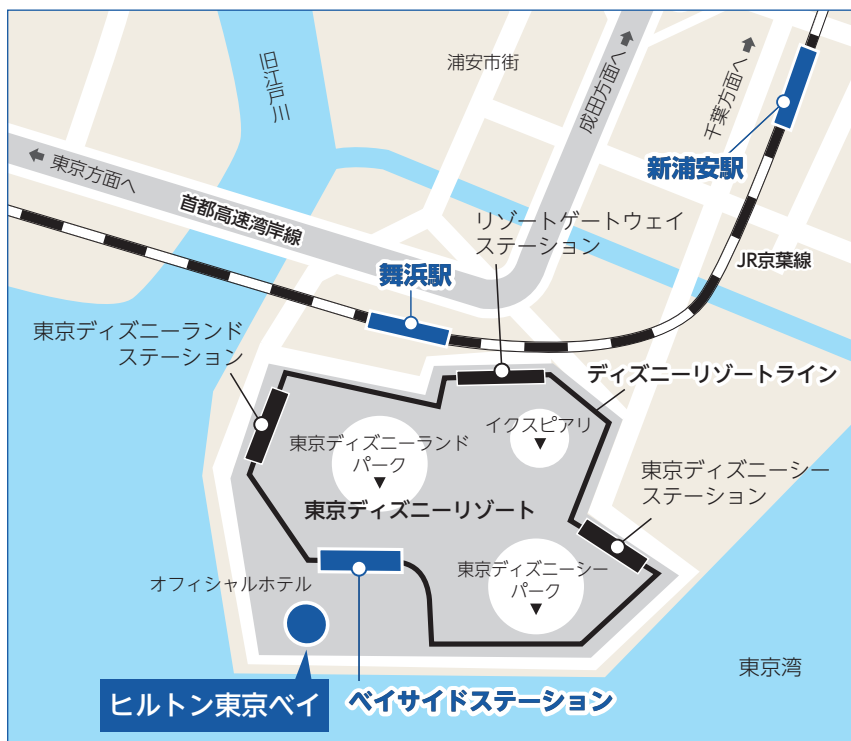 旧江戸川
浦安市街
成田方面へ
千葉方面へ
新浦安駅
東京方面へ
首都高速湾岸線
リゾートゲートウェイ
ステーション
JR京葉線
舞浜駅
東京ディズニーランド
ステーション
ディズニーリゾートライン
イクスピアリ
東京ディズニーランド
パーク
東京ディズニーシー
ステーション
東京ディズニーリゾート
オフィシャルホテル
東京ディズニーシー
パーク
東京湾
ヒルトン東京ベイ
ベイサイドステーション